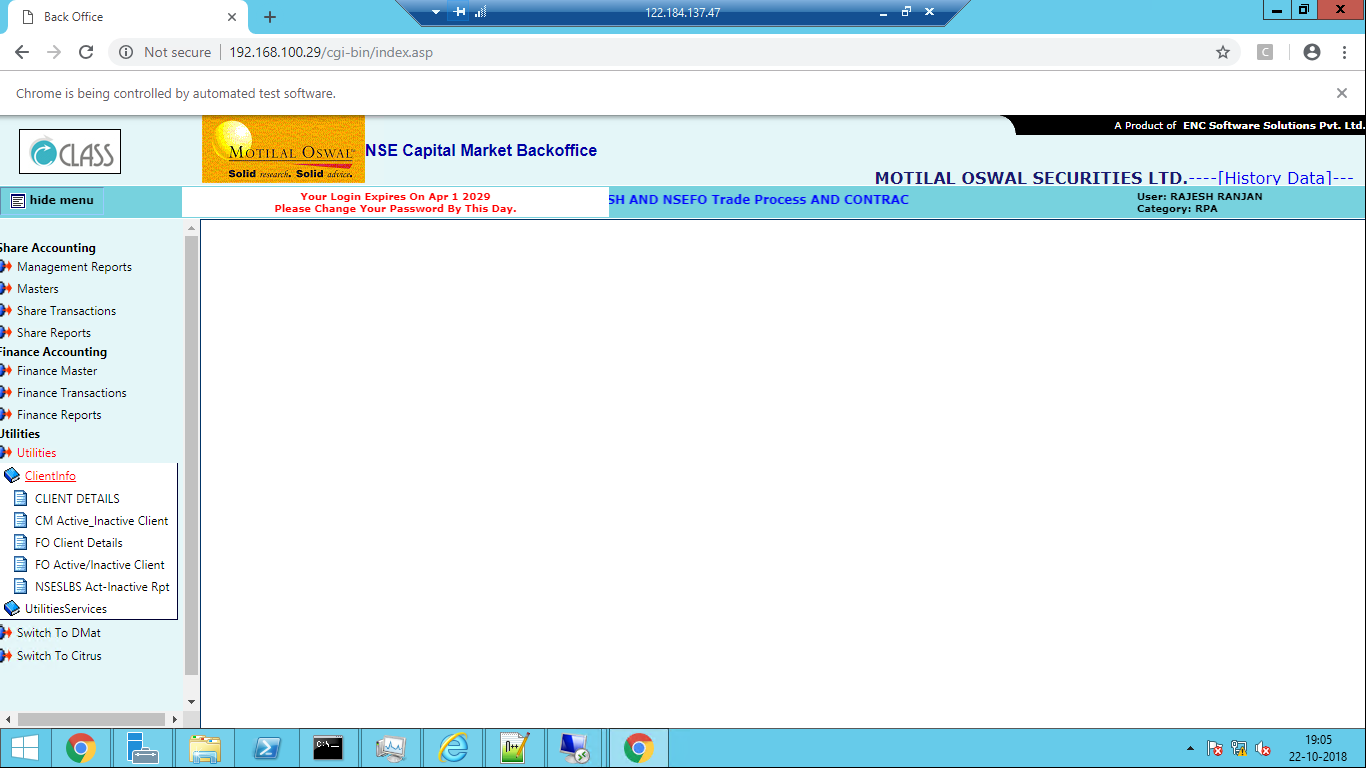 Back Office
122.184.137.47
Not secure
192.168.100.29/cgi-bin/index.asp
C
Chrome is being controlled by automated test software.
CLASS
MOTILAL OSWAL
Solid research. Solid advice.
NSE Capital Market Backoffice
A Product of ENC Software Solutions Pvt. Ltd.
MOTILAL OSWAL SECURITIES LTD.----[History Data]---
hide menu
Your Login Expires On Apr 1 2029
Please Change Your Password By This Day.
SH AND NSEFO Trade Process AND CONTRAC
User: RAJESH RANJAN
Category: RPA
Share Accounting
Management Reports
Masters
Share Transactions
Share Reports
Finance Accounting
Finance Master
Finance Transactions
Finance Reports
Utilities
Utilities
ClientInfo
CLIENT DETAILS
CM Active_Inactive Client
FO Client Details
FO Active/Inactive Client
NSESLBS Act-Inactive Rpt
UtilitiesServices
Switch To DMat
Switch To Citrus
19:05
22-10-2018